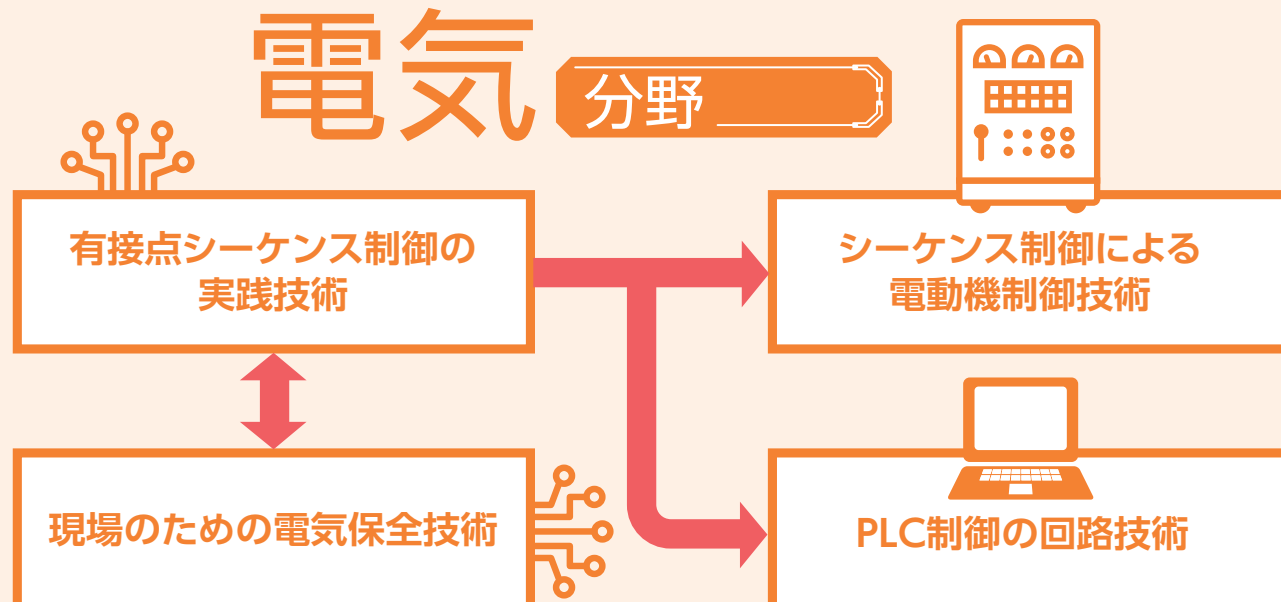 電気 分野
有接点シーケンス制御の
実践技術
シーケンス制御による
電動機制御技術
現場のための電気保全技術
PLC制御の回路技術